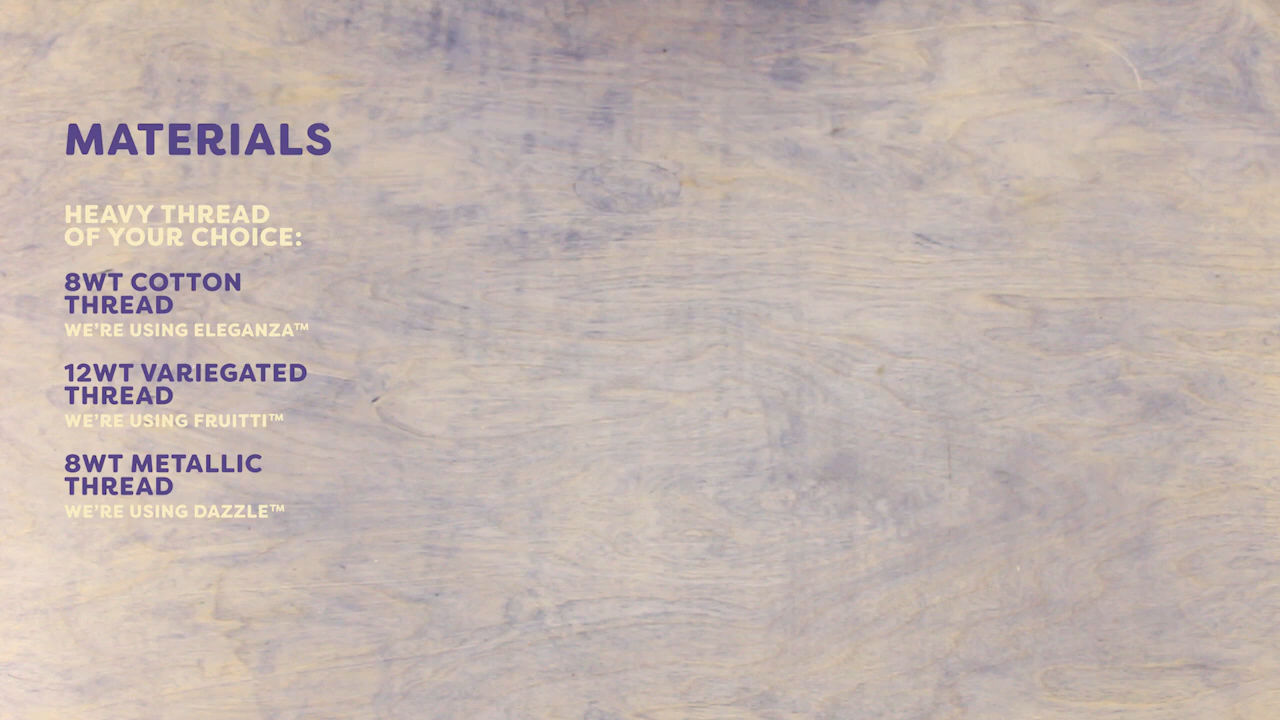 MATERIALS
HEAVY THREAD
OF YOUR CHOICE:
8WT COTTON
THREAD
WE'RE USING ELEGANZA™
12WT VARIEGATED
THREAD
WE'RE USING FRUITTI™
8WT METALLIC
THREAD
WE'RE USING DAZZLE™